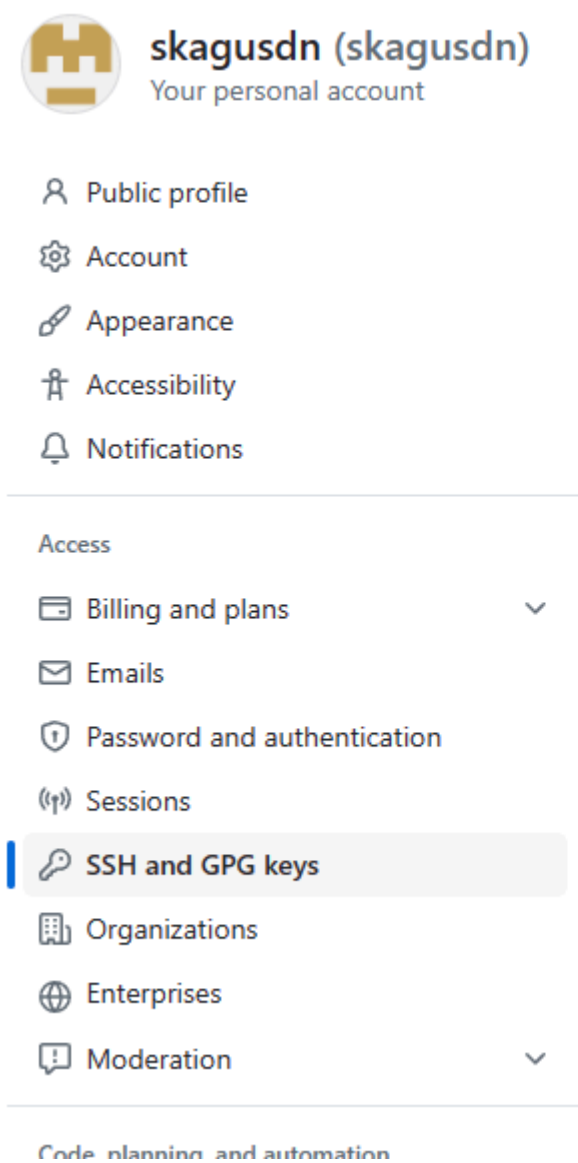 skagusdn (skagusdn)
Your personal account
Public profile
Account
Appearance
Accessibility
Notifications
Access
Billing and plans
Emails
Password and authentication
Sessions
SSH and GPG keys
Organizations
Enterprises
Moderation
Code, planning, and automation